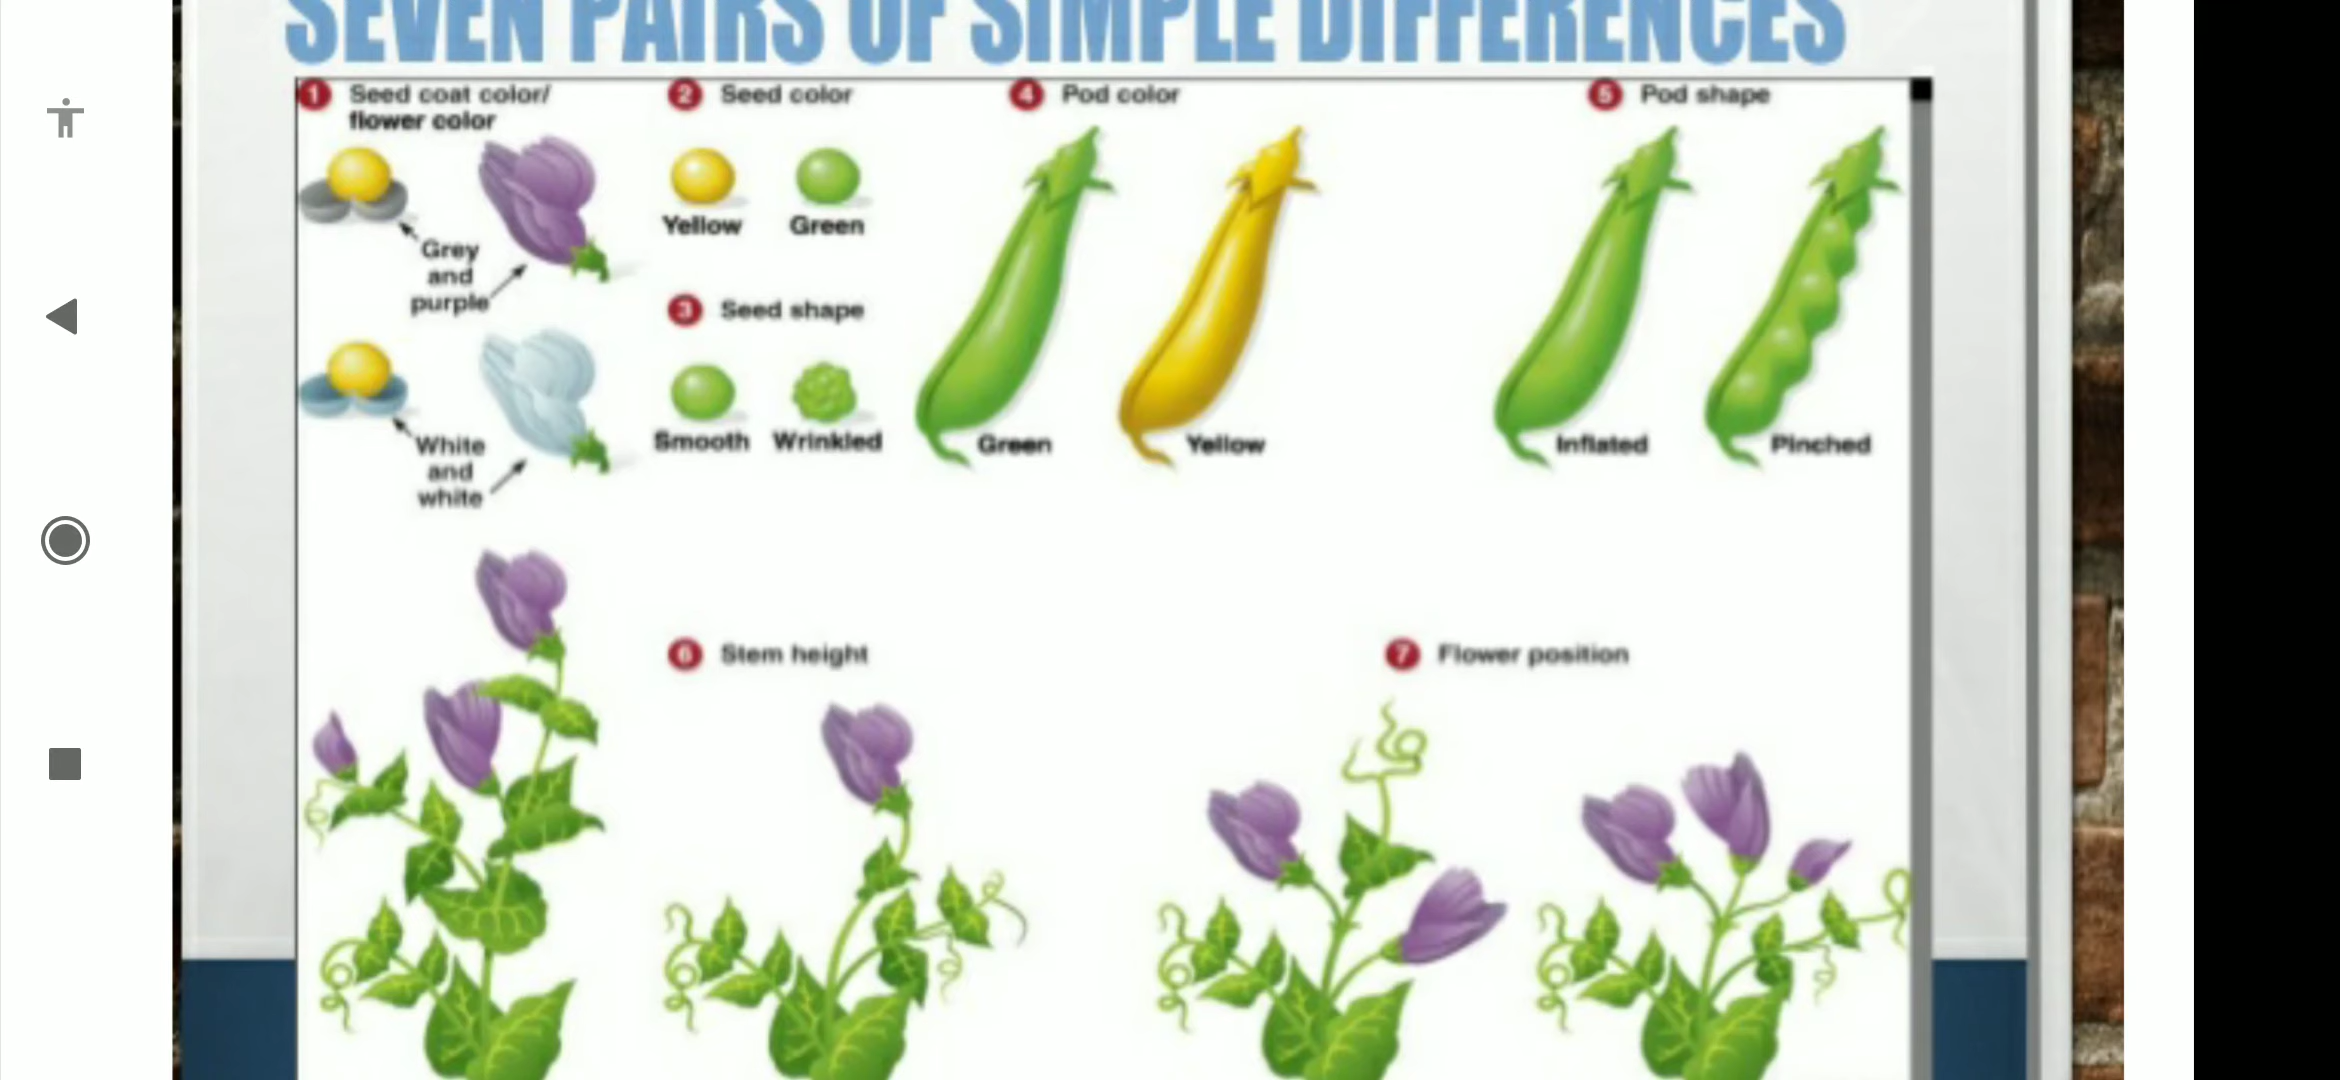 SEVEN PAIRS OF SIMPLE DIFFERENCES
1 Seed coat color/
flower color
Grey
and
purple
White
and
white
2 Seed color
Yellow Green
3 Seed shape
Smooth Wrinkled
4 Pod color
Green Yellow
5 Pod shape
Inflated Pinched
6 Stem height
7 Flower position